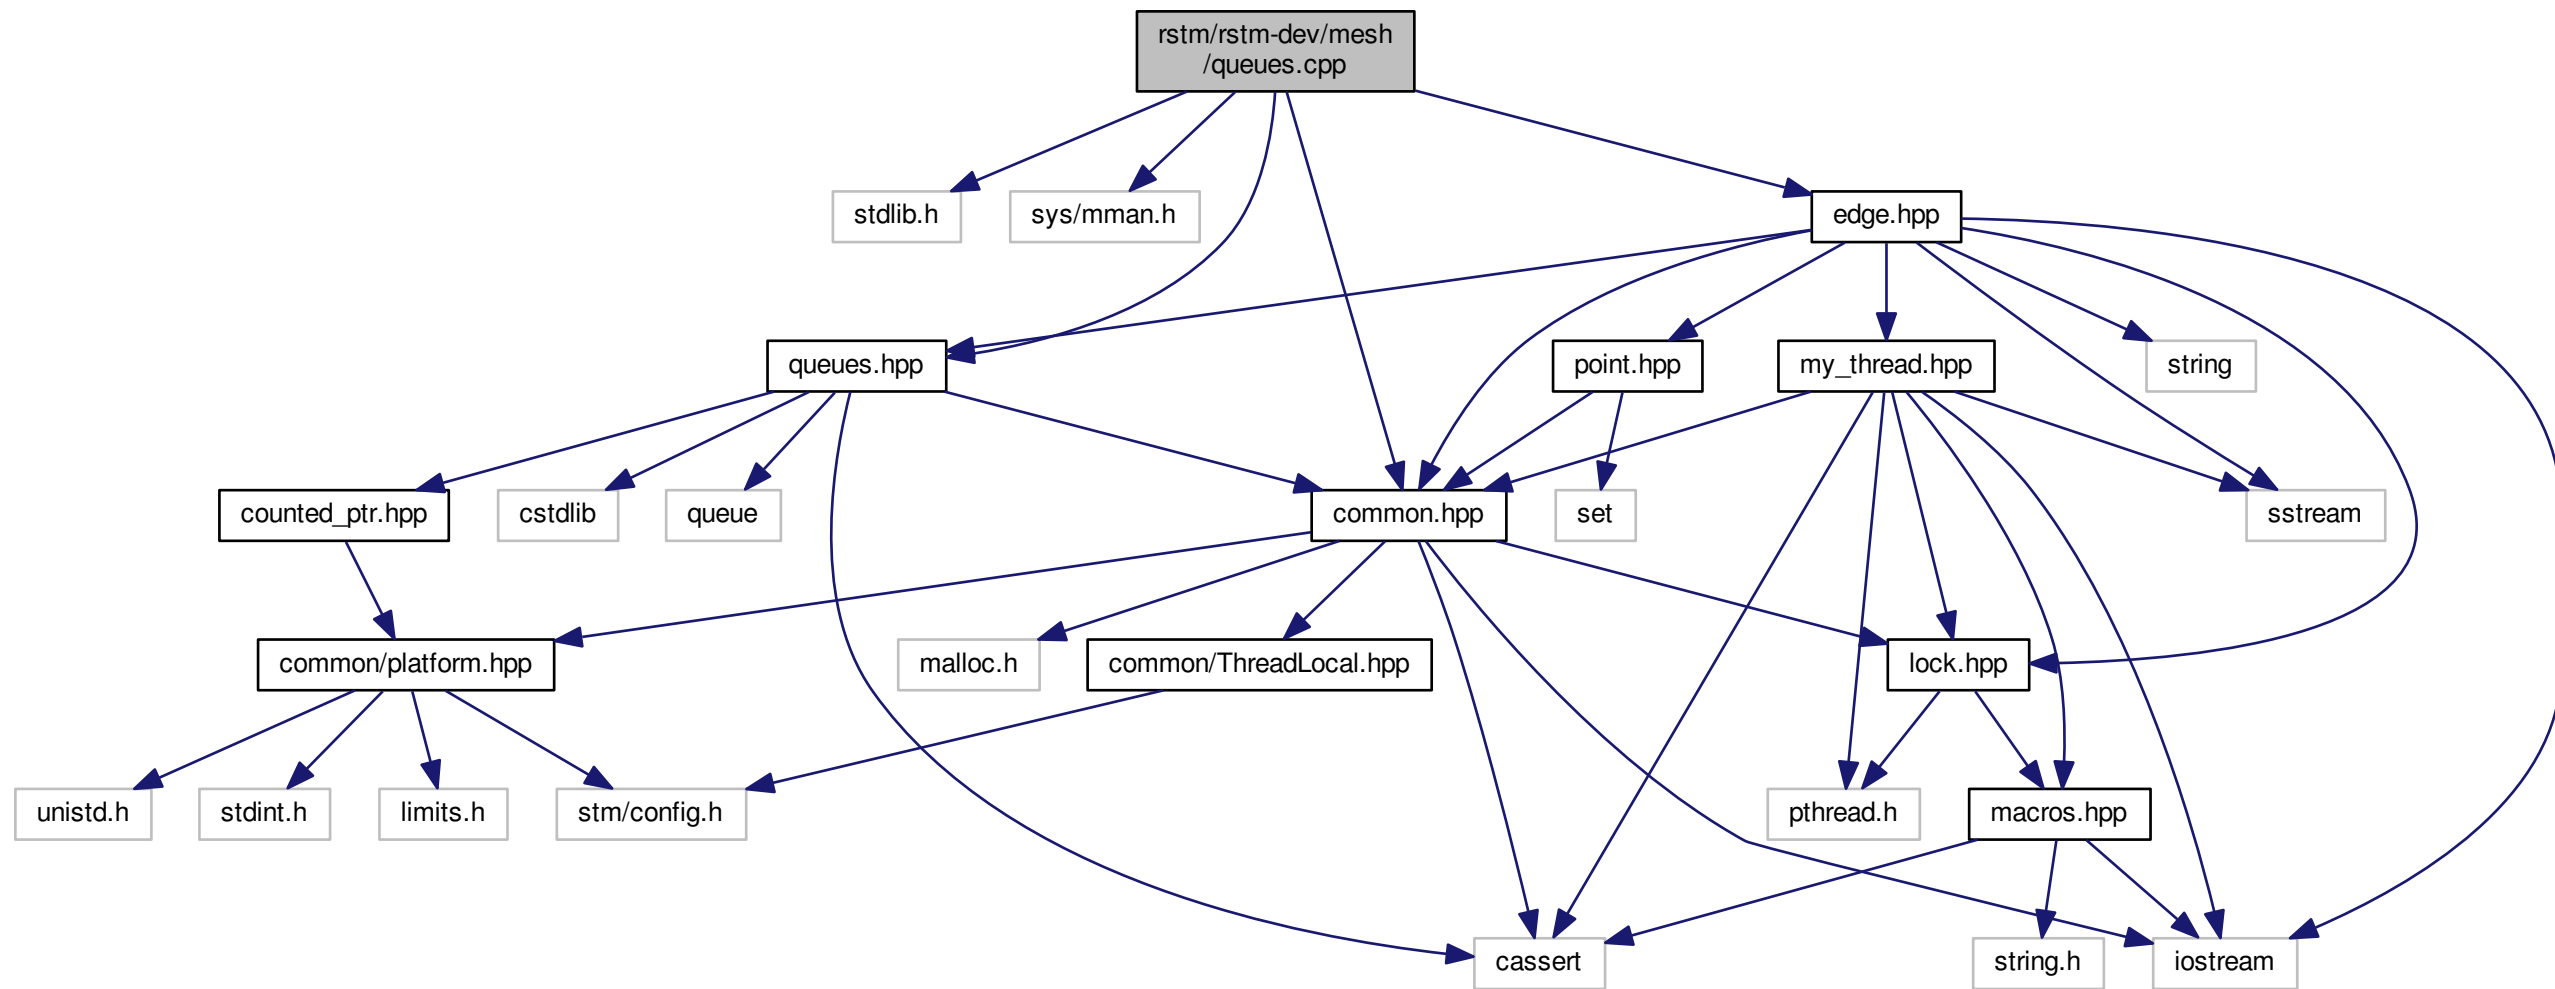 rstm/rstm-dev/mesh
/queues.cpp
stdlib.h
sys/mman.h
edge.hpp
queues.hpp
point.hpp
my_thread.hpp
string
counted_ptr.hpp
cstdlib
queue
common.hpp
set
sstream
common/platform.hpp
malloc.h
common/ThreadLocal.hpp
lock.hpp
unistd.h
stdint.h
limits.h
stm/config.h
pthread.h
macros.hpp
cassert
string.h
iostream